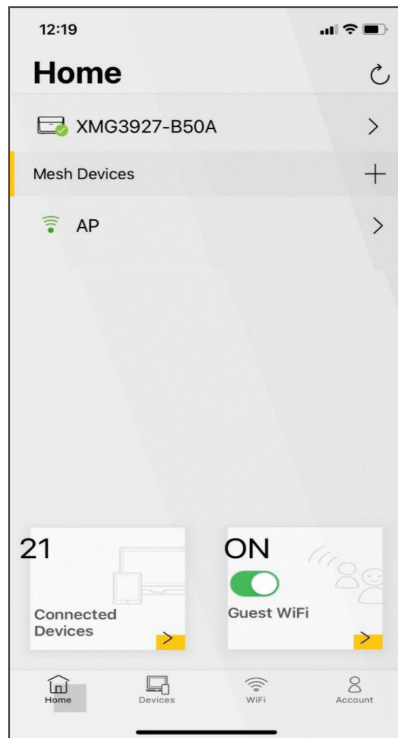 12:19
Home
XMG3927-B50A
Mesh Devices
AP
21
ON
Connected
Devices
Guest WiFi
Home
Devices
WiFi
Account